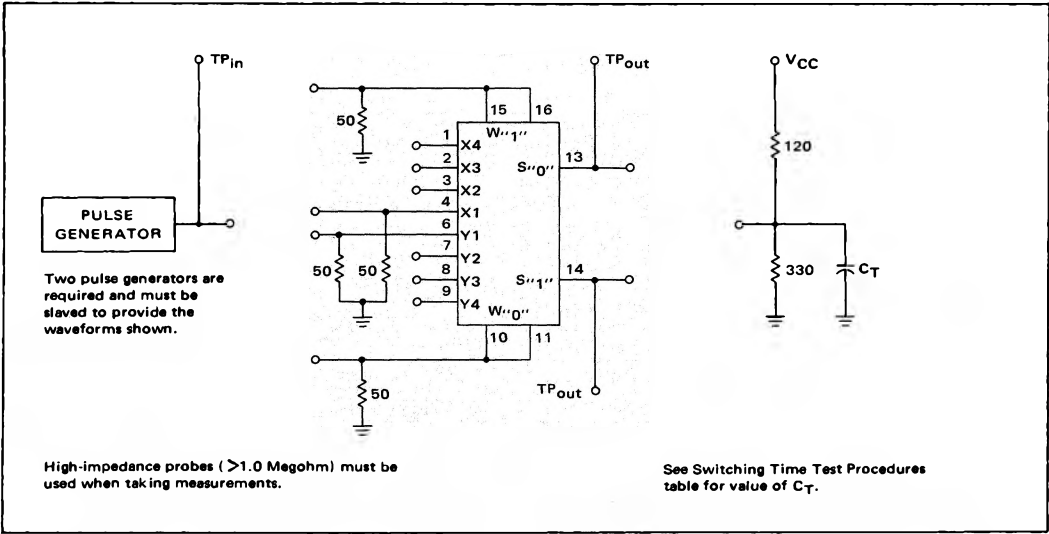 TPin
TPout
VCC
15 16
50
W"1"
1 X4
2 X3
S"0" 13
3 X2
4 X1
6 Y1
7 Y2
8 Y3
9 Y4
50 50
S"1" 14
W"0"
10 11
50
TPout
120
330
CT
PULSE
GENERATOR
Two pulse generators are
required and must be
slaved to provide the
waveforms shown.
High-impedance probes (>1.0 Megohm) must be
used when taking measurements.
See Switching Time Test Procedures
table for value of CT.